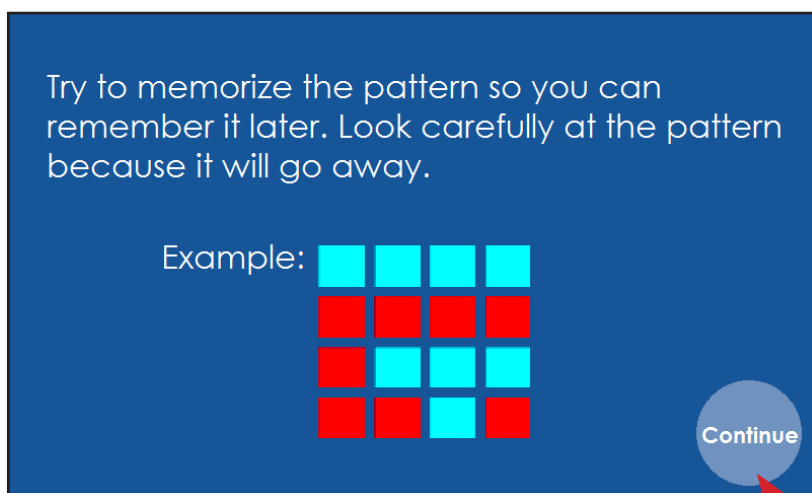 Try to memorize the pattern so you can
remember it later. Look carefully at the pattern
because it will go away.
Example:
Continue